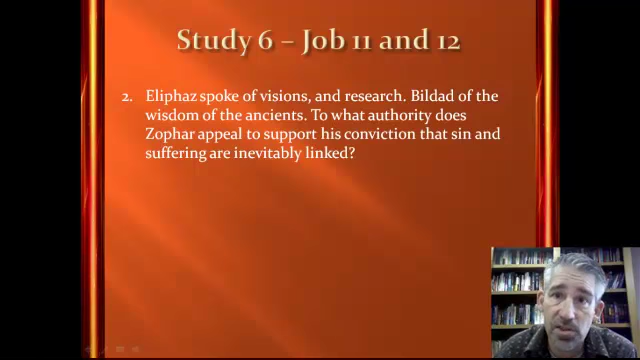 Study 6 – Job 11 and 12
2. Eliphaz spoke of visions, and research. Bildad of the
wisdom of the ancients. To what authority does
Zophar appeal to support his conviction that sin and
suffering are inevitably linked?